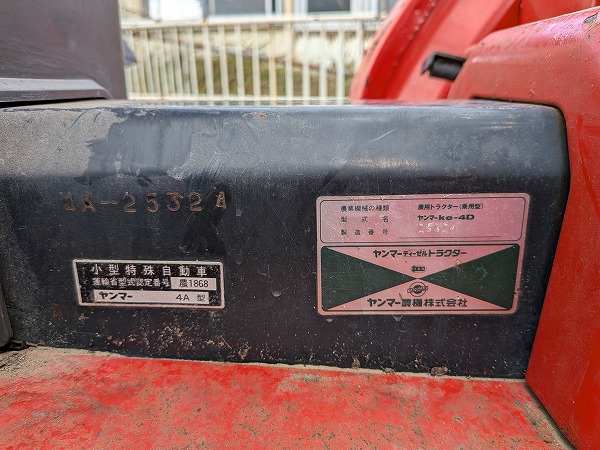 1A-2532A
小型特殊自動車
運輸省型式認定番号 農1868
ヤンマー 4A型
農業機械の種類 農用トラクター(乗用型)
型式名 ヤンマーke-4D
製造番号
ヤンマーディーゼルトラクター
ヤンマー農機株式会社